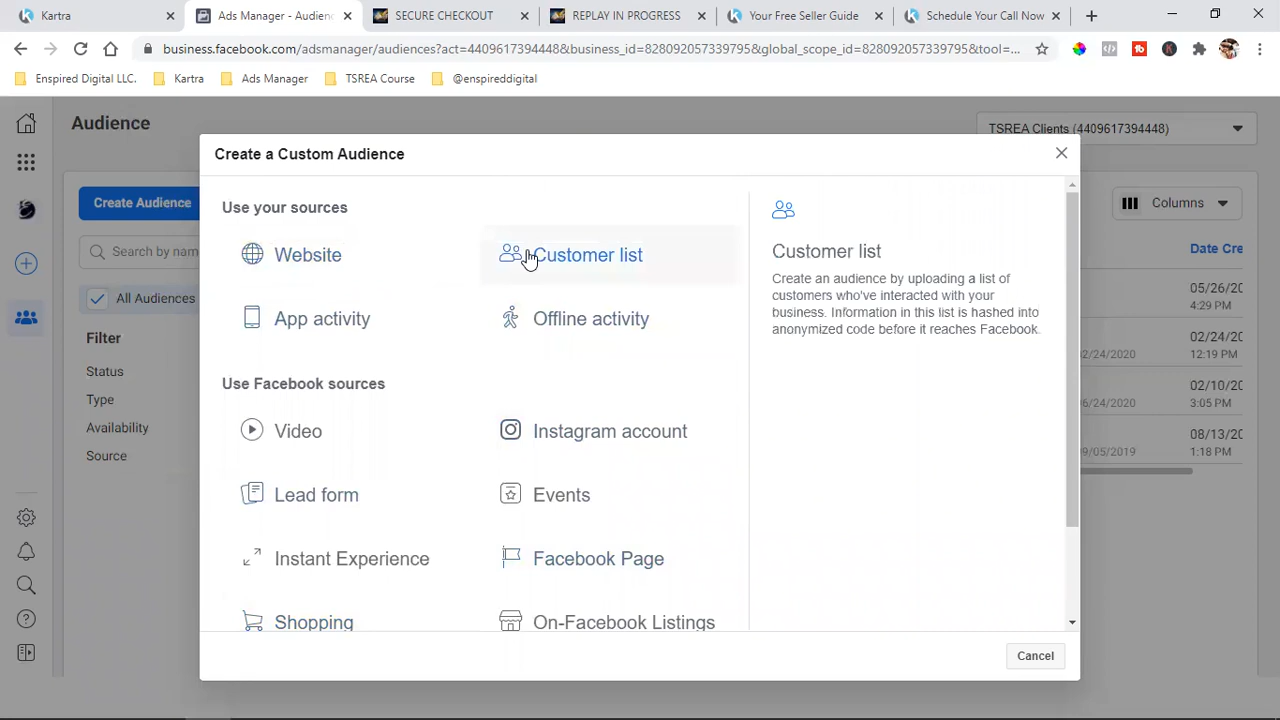 Kartra
Ads Manager - Audienc
SECURE CHECKOUT
REPLAY IN PROGRESS
Your Free Seller Guide
Schedule Your Call Now
business.facebook.com/adsmanager/audiences?act=4409617394448&business_id=828092057339795&global_scope_id=828092057339795&tool=...
Enspired Digital LLC.
Kartra
Ads Manager
TSREA Course
@enspireddigital
Audience
TSREA Clients (4409617394448)
Create a Custom Audience
Create Audience
Columns
Search by name
Date Cre
All Audiences
05/26/20
4:29 PM
Filter
02/24/20
02/24/2020
12:19 PM
Status
02/10/20
Type
06/24/2020
3:05 PM
Availability
08/13/20
Source
09/05/2019
1:18 PM
Use your sources
Website
Customer list
App activity
Offline activity
Use Facebook sources
Video
Instagram account
Lead form
Events
Instant Experience
Facebook Page
Shopping
On-Facebook Listings
Customer list
Create an audience by uploading a list of
customers who've interacted with your
business. Information in this list is hashed into
anonymized code before it reaches Facebook.
Cancel